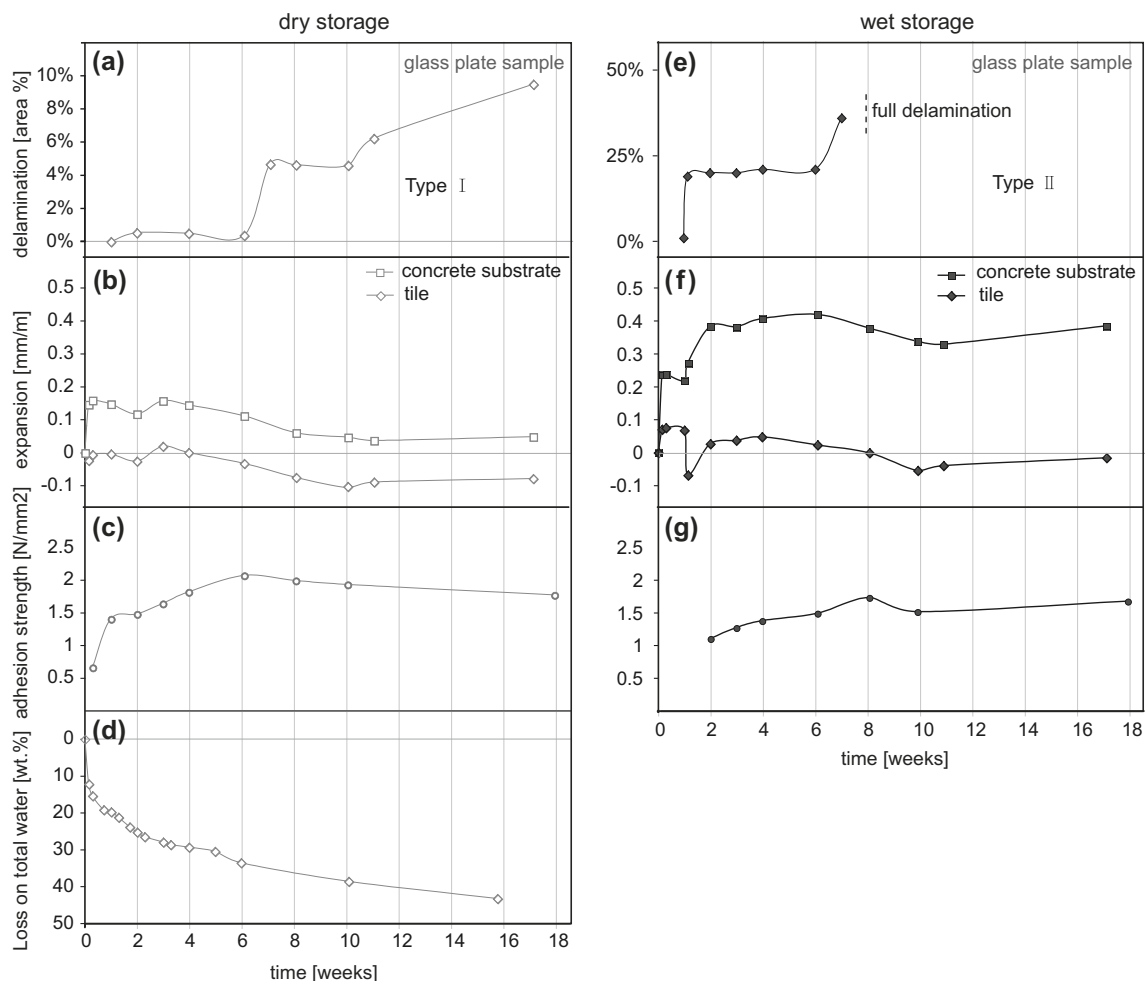 dry storage
wet storage
(a)
glass plate sample
10%
8%
6%
4%
2%
0%
delamination [area %]
Type I
(e)
glass plate sample
50%
25%
0%
full delamination
Type II
(b)
concrete substrate
tile
0.5
0.4
0.3
0.2
0.1
0
-0.1
expansion [mm/m]
(f)
concrete substrate
tile
0.5
0.4
0.3
0.2
0.1
0
-0.1
(c)
2.5
2
1.5
1
0.5
adhesion strength [N/mm2]
(g)
2.5
2
1.5
1
0.5
0 2 4 6 8 10 12 14 16 18
time [weeks]
(d)
0
10
20
30
40
50
Loss on total water [wt.%]
0 2 4 6 8 10 12 14 16 18
time [weeks]